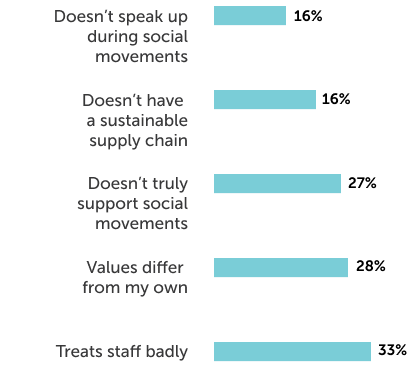 Doesn't speak up
during social
movements
16%
Doesn't have
a sustainable
supply chain
16%
Doesn't truly
support social
movements
27%
Values differ
from my own
28%
Treats staff badly
33%